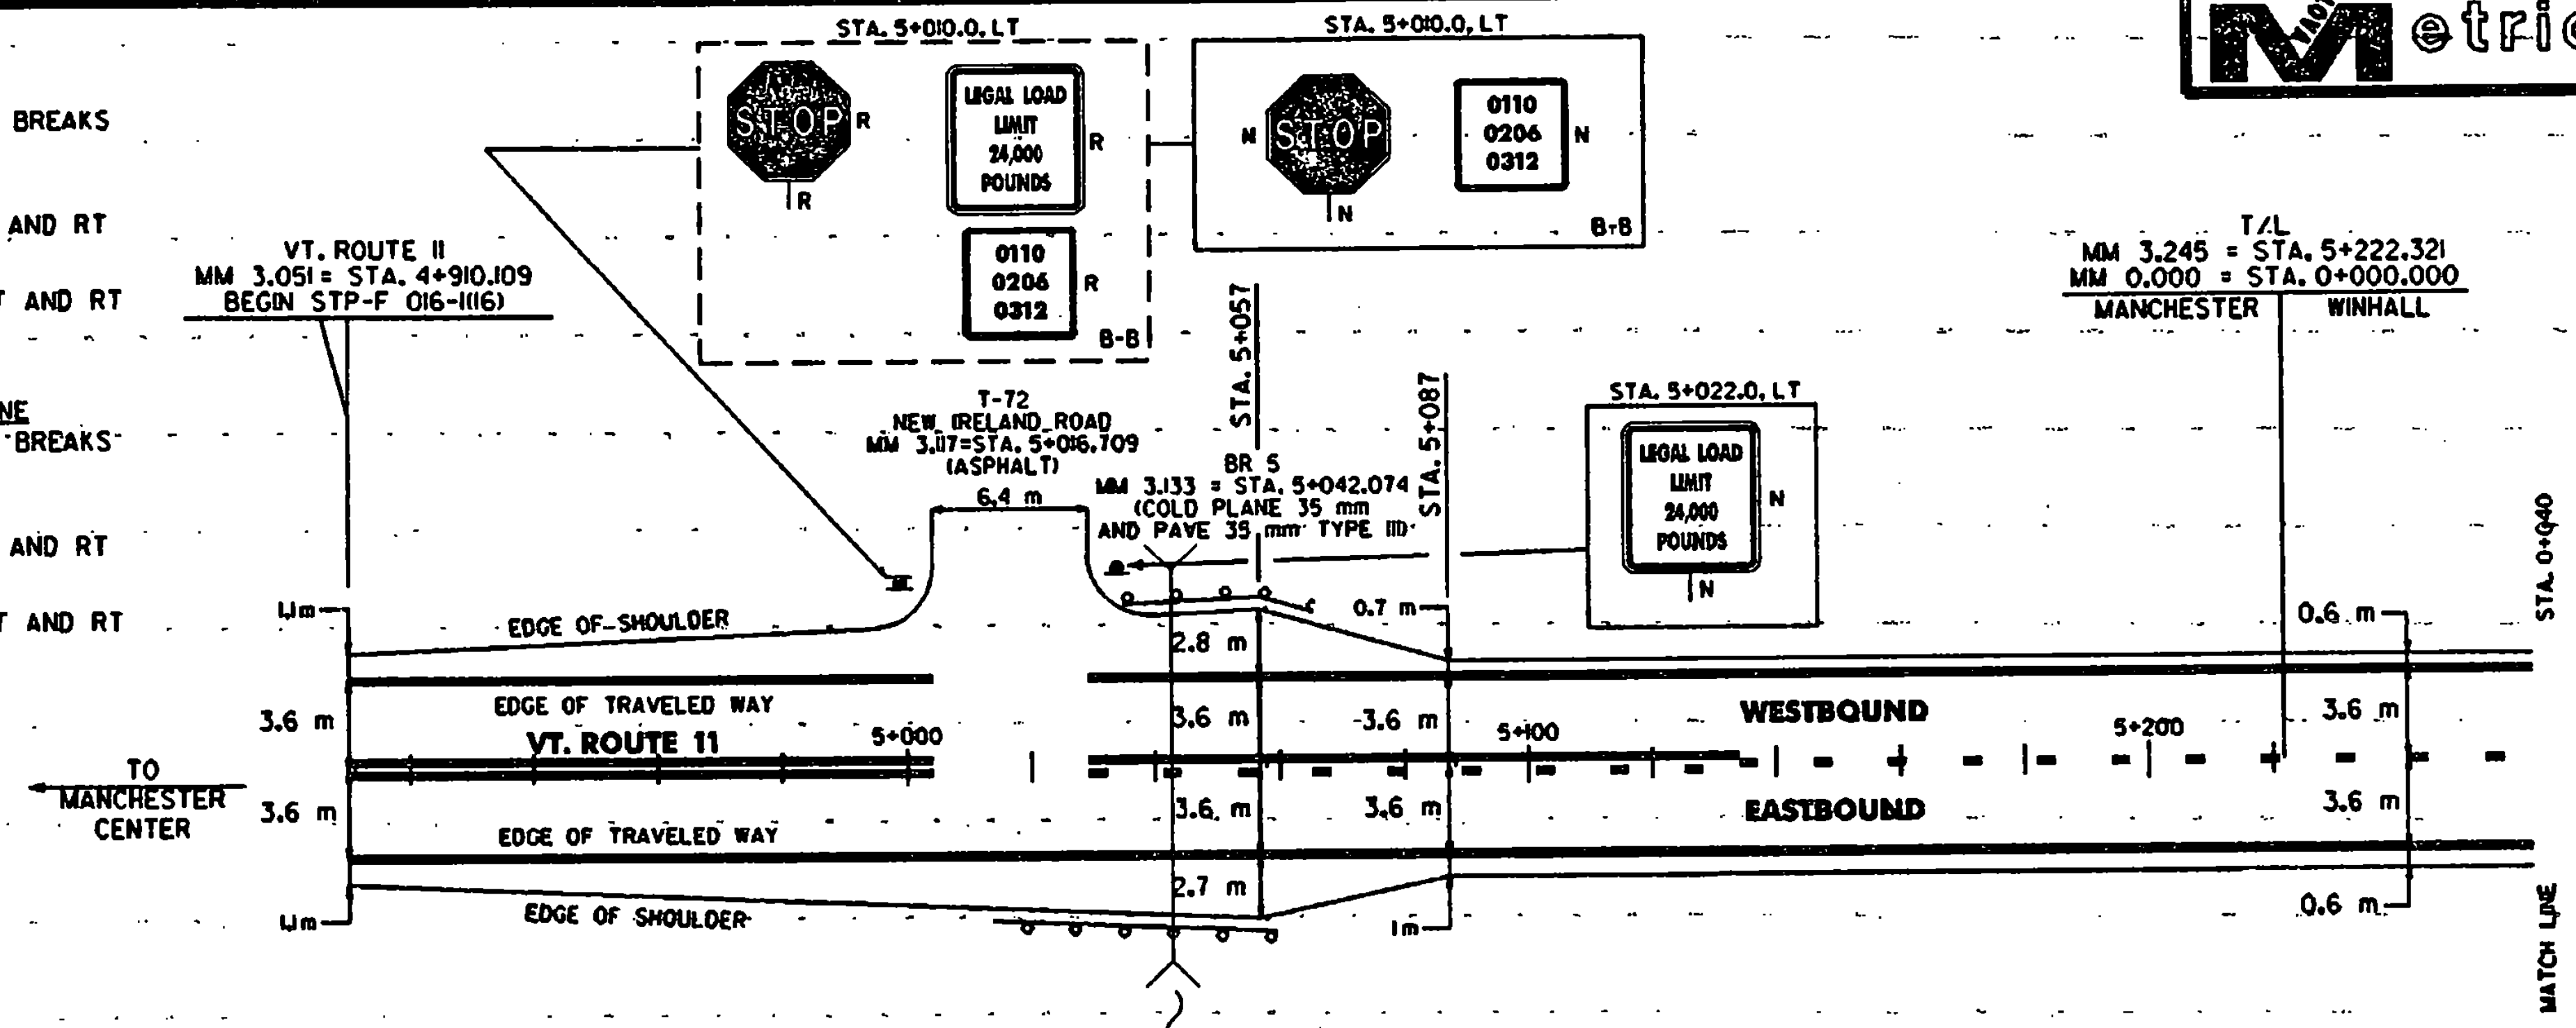 STA. 5+010.0, LT
STA. 5+010.0, LT
VAOT
Metric
BREAKS
AND RT
T AND RT
NE
BREAKS
AND RT
T AND RT
STOP R
R
LEGAL LOAD
LIMIT
24,000
POUNDS
R
0110
0206
0312
R
B-B
N STOP
N
0110
0206
0312
N
B-B
VT. ROUTE 11
MM 3.051 = STA. 4+910.109
BEGIN STP-F 016-1(16)
T/L
MM 3.245 = STA. 5+222.321
MM 0.000 = STA. 0+000.000
MANCHESTER WINHALL
STA. 5+057
STA. 5+087
T-72
NEW IRELAND ROAD
MM 3.117=STA. 5+016.709
(ASPHALT)
6.4 m
BR 5
MM 3.133 = STA. 5+042.074
(COLD PLANE 35 mm
AND PAVE 35 mm TYPE III)
STA. 5+022.0, LT
LEGAL LOAD
LIMIT
24,000
POUNDS
N
N
STA. 0+040
1.1m
EDGE OF SHOULDER
2.8 m
0.7 m
0.6 m
3.6 m
EDGE OF TRAVELED WAY
3.6 m
3.6 m
WESTBOUND
3.6 m
VT. ROUTE 11
5+000
5+100
5+200
TO
MANCHESTER
CENTER
3.6 m
3.6 m
3.6 m
EASTBOUND
3.6 m
EDGE OF TRAVELED WAY
2.7 m
EDGE OF SHOULDER
1.1m
1m
0.6 m
MATCH LINE